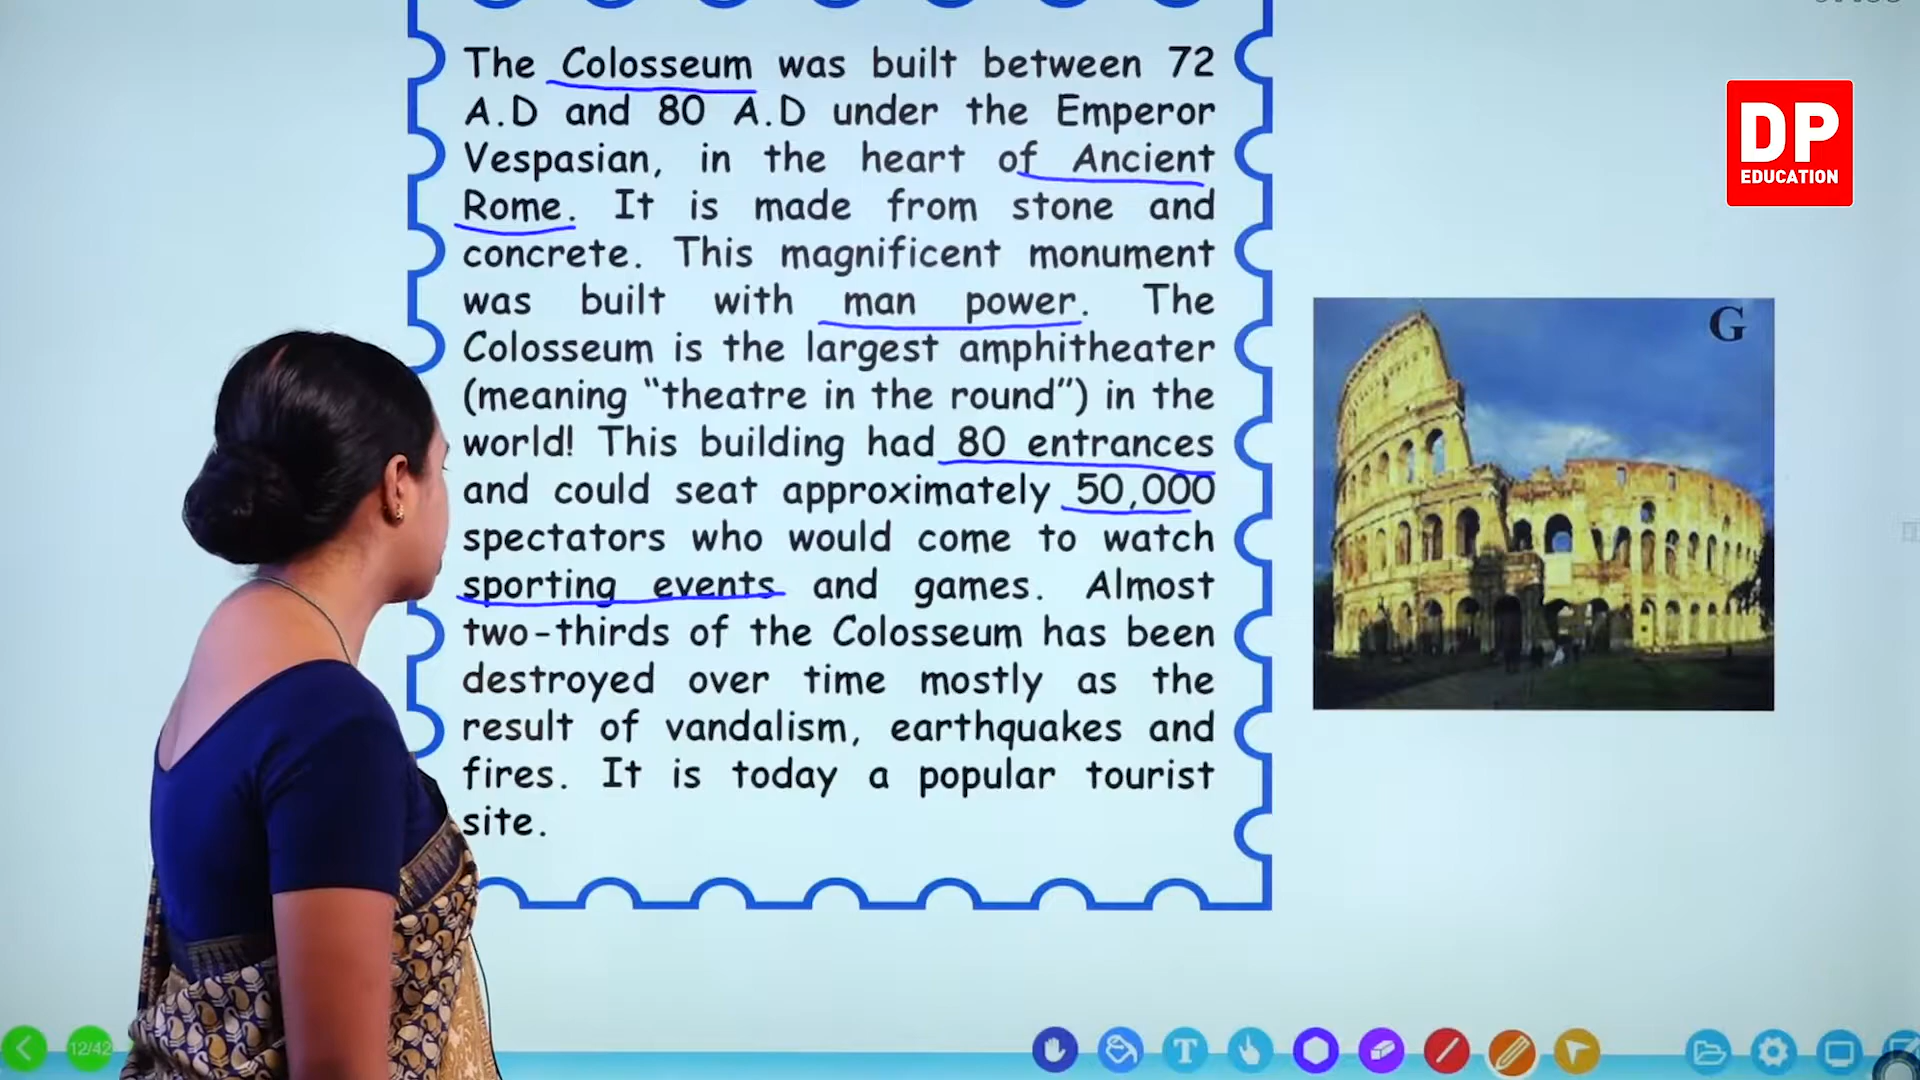 The Colosseum was built between 72
A.D and 80 A.D under the Emperor
Vespasian, in the heart of Ancient
Rome. It is made from stone and
concrete. This magnificent monument
was built with man power. The
Colosseum is the largest amphitheater
(meaning “theatre in the round”) in the
world! This building had 80 entrances
and could seat approximately 50,000
spectators who would come to watch
sporting events and games. Almost
two-thirds of the Colosseum has been
destroyed over time mostly as the
result of vandalism, earthquakes and
fires. It is today a popular tourist
site.
G
DP
EDUCATION
12/42
T